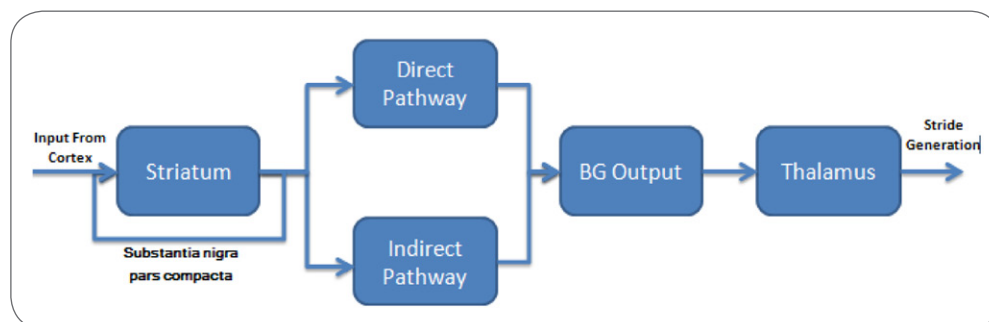 Input From
Cortex
Striatum
Substantia nigra
pars compacta
Direct
Pathway
Indirect
Pathway
BG Output
Thalamus
Stride
Generation